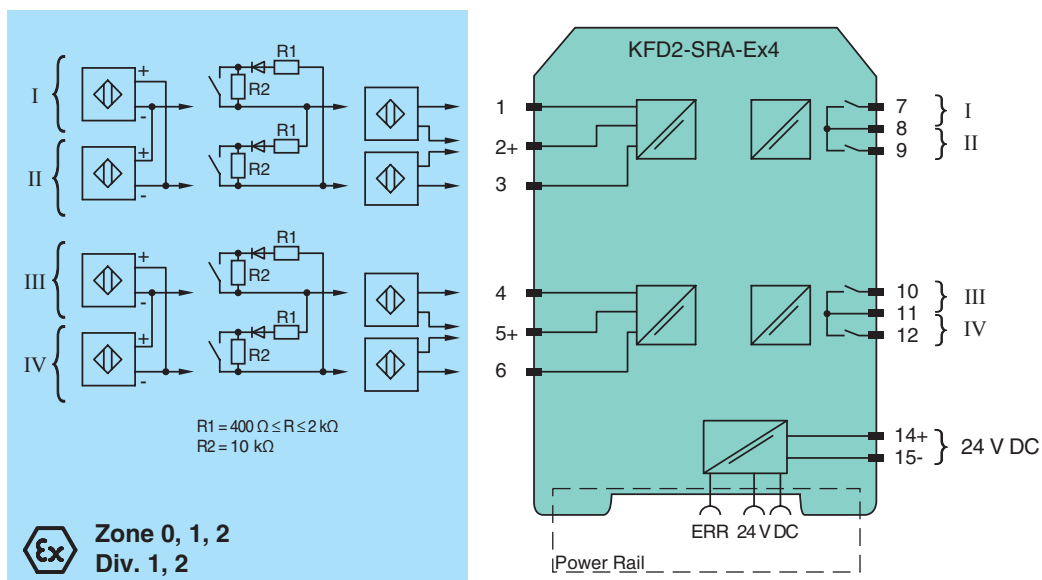 I
+
-
R1
R2
II
+
-
R1
R2
III
+
-
R1
R2
IV
+
-
R1
R2
R1 = 400 Ω ≤ R ≤ 2 kΩ
R2 = 10 kΩ
Ex
Zone 0, 1, 2
Div. 1, 2
KFD2-SRA-Ex4
1
2+
3
4
5+
6
7
8
9
I
II
10
11
12
III
IV
14+
15-
24 V DC
ERR 24 V DC
Power Rail